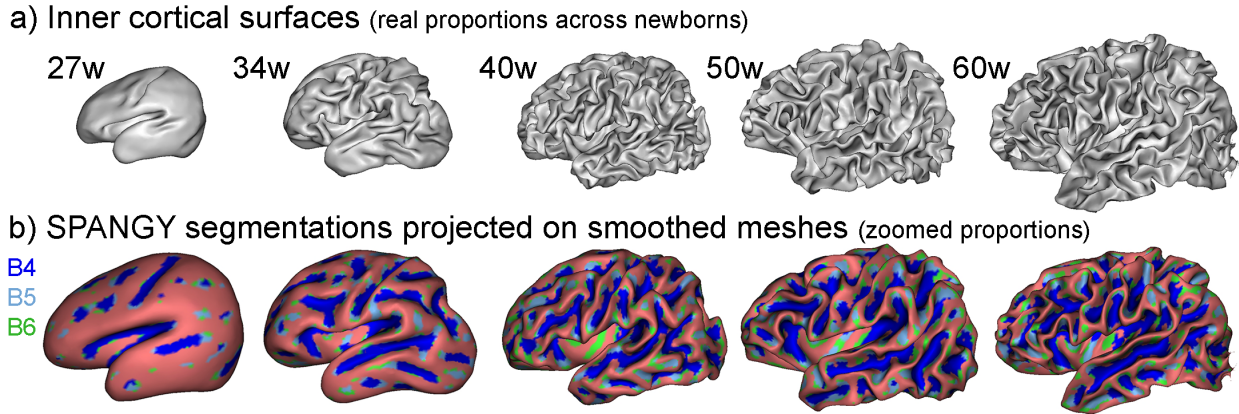 a) Inner cortical surfaces (real proportions across newborns)
27w 34w 40w 50w 60w
b) SPANGY segmentations projected on smoothed meshes (zoomed proportions)
B4
B5
B6